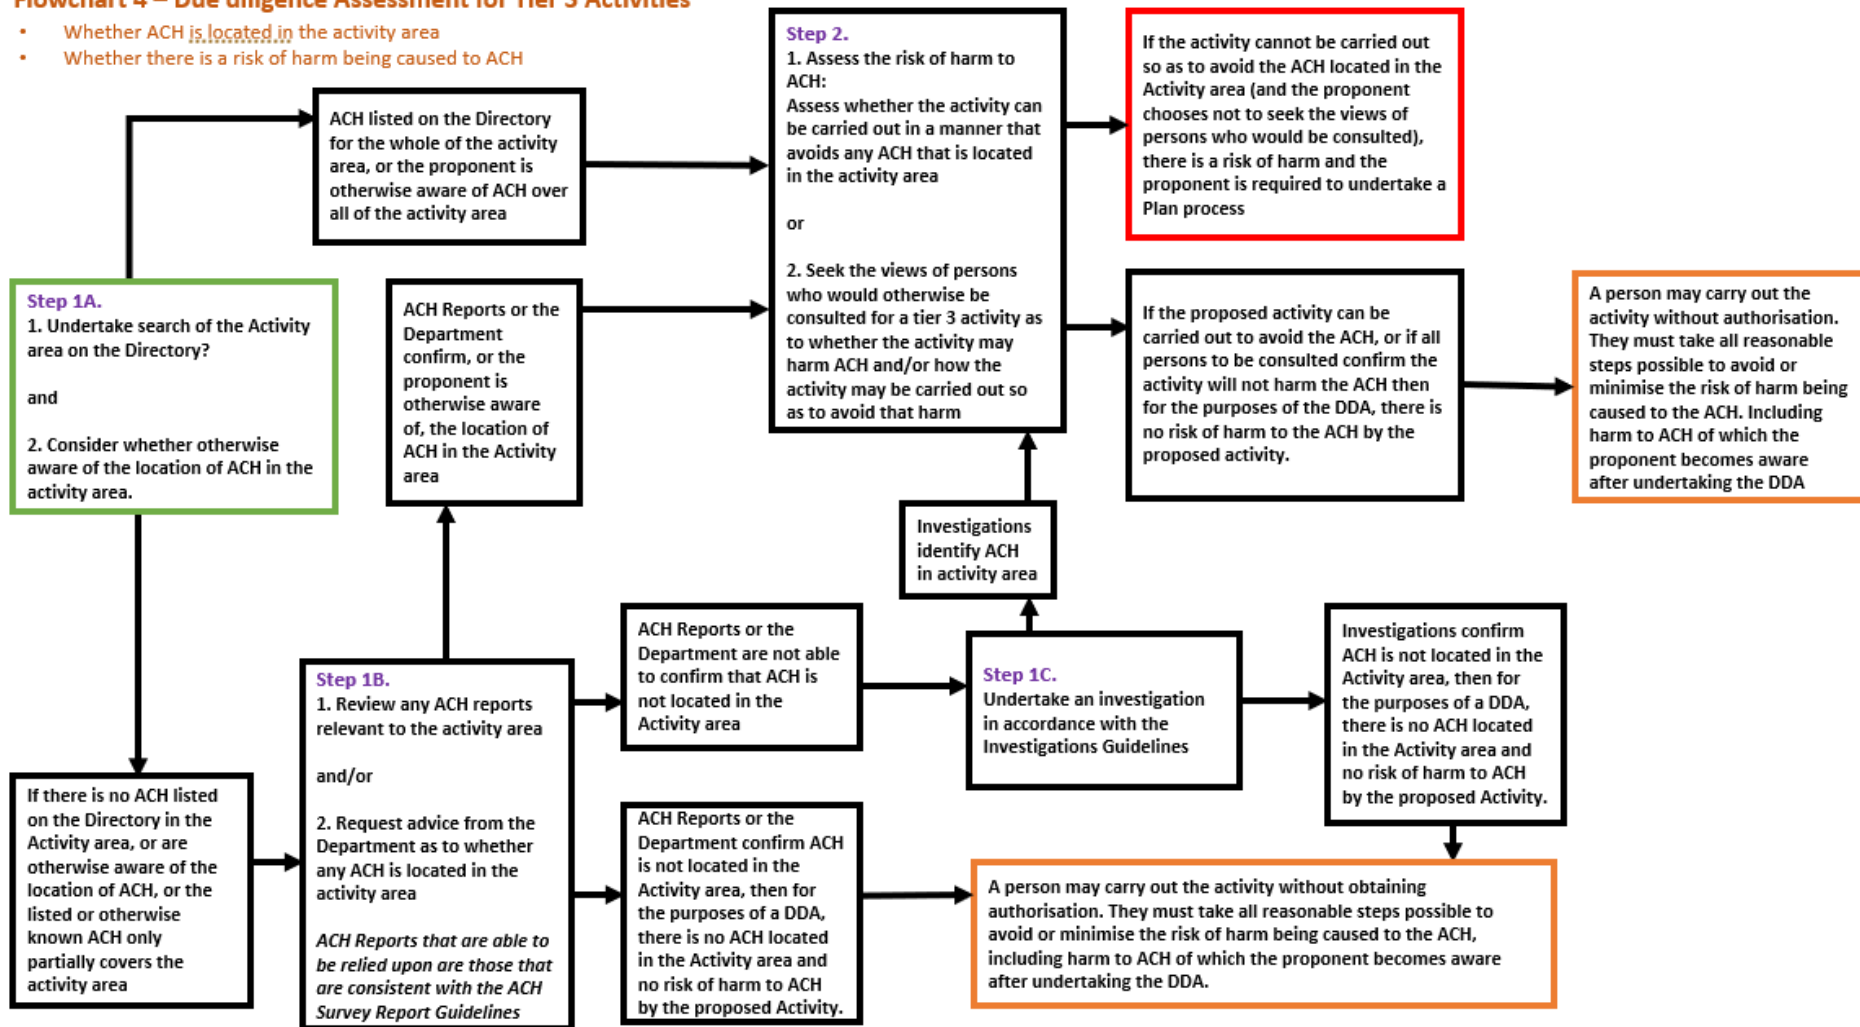 Flowchart 4 – Due diligence Assessment for Tier 3 Activities
• Whether ACH is located in the activity area
• Whether there is a risk of harm being caused to ACH
ACH listed on the Directory
for the whole of the activity
area, or the proponent is
otherwise aware of ACH over
all of the activity area
Step 2.
1. Assess the risk of harm to
ACH:
Assess whether the activity can
be carried out in a manner that
avoids any ACH that is located
in the activity area
or
2. Seek the views of persons
who would otherwise be
consulted for a tier 3 activity as
to whether the activity may
harm ACH and/or how the
activity may be carried out so
as to avoid that harm
If the activity cannot be carried out
so as to avoid the ACH located in the
Activity area (and the proponent
chooses not to seek the views of
persons who would be consulted),
there is a risk of harm and the
proponent is required to undertake a
Plan process
Step 1A.
1. Undertake search of the Activity
area on the Directory?
and
2. Consider whether otherwise
aware of the location of ACH in the
activity area.
ACH Reports or the
Department
confirm, or the
proponent is
otherwise aware
of, the location of
ACH in the Activity
area
If the proposed activity can be
carried out to avoid the ACH, or if all
persons to be consulted confirm the
activity will not harm the ACH then
for the purposes of the DDA, there is
no risk of harm to the ACH by the
proposed activity.
A person may carry out the
activity without authorisation.
They must take all reasonable
steps possible to avoid or
minimise the risk of harm being
caused to the ACH. Including
harm to ACH of which the
proponent becomes aware
after undertaking the DDA
Investigations
identify ACH
in activity area
If there is no ACH listed
on the Directory in the
Activity area, or are
otherwise aware of the
location of ACH, or the
listed or otherwise
known ACH only
partially covers the
activity area
Step 1B.
1. Review any ACH reports
relevant to the activity area
and/or
2. Request advice from the
Department as to whether
any ACH is located in the
activity area
ACH Reports that are able to
be relied upon are those that
are consistent with the ACH
Survey Report Guidelines
ACH Reports or the
Department are not able
to confirm that ACH is
not located in the
Activity area
Step 1C.
Undertake an investigation
in accordance with the
Investigations Guidelines
Investigations confirm
ACH is not located in the
Activity area, then for
the purposes of a DDA,
there is no ACH located
in the Activity area and
no risk of harm to ACH
by the proposed Activity.
ACH Reports or the
Department confirm ACH
is not located in the
Activity area, then for
the purposes of a DDA,
there is no ACH located
in the Activity area and
no risk of harm to ACH
by the proposed Activity.
A person may carry out the activity without obtaining
authorisation. They must take all reasonable steps possible to
avoid or minimise the risk of harm being caused to the ACH,
including harm to ACH of which the proponent becomes aware
after undertaking the DDA.